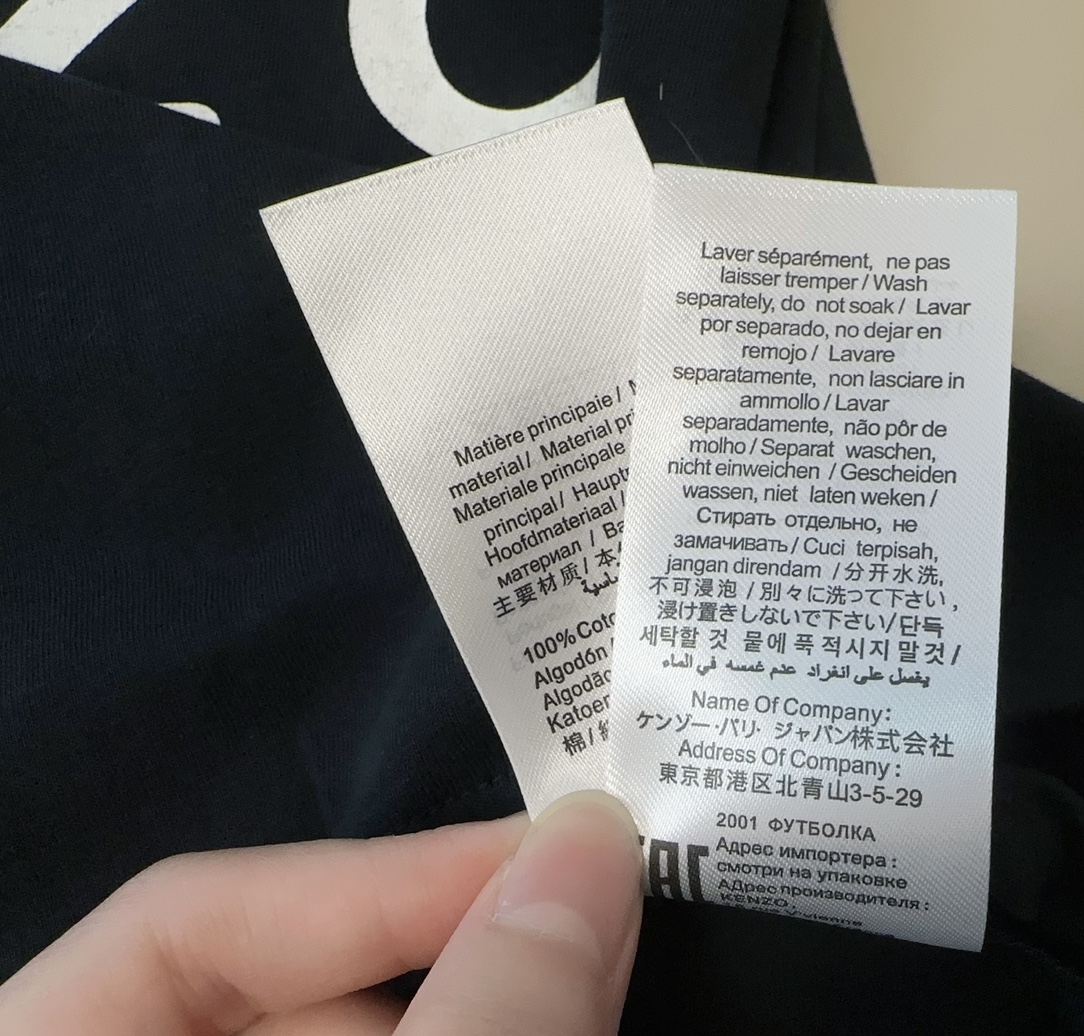 Matière principaie /
material / Material
Materiale principale
principal /
Hoofdmateriaal /
материал /
主要材质/ 本
100% 
Algodón
Katoen
棉 /
Laver séparément, ne pas
laisser tremper / Wash
separately, do not soak / Lavar
por separado, no dejar en
remojo / Lavare
separatamente, non lasciare in
ammollo / Lavar
separadamente, não pôr de
molho / Separat waschen,
nicht einweichen / Gescheiden
wassen, niet laten weken /
Стирать отдельно, не
замачивать / Cuci terpisah,
jangan direndam / 分开水洗,
不可浸泡 / 別々に洗って下さい ,
浸け置きしないで下さい/ 단독
세탁할 것 물에 푹 적시지 말것 /
يغسل على انفراد عدم غمسه في الماء
Name Of Company:
ケンゾー·パリ· ジャパン株式会社
Address Of Company :
東京都港区北青山3-5-29
2001 ФУТБОЛКА
Адрес импортера :
смотри на упаковке
АДрес производителя :
KENZO :
rue Vivienne